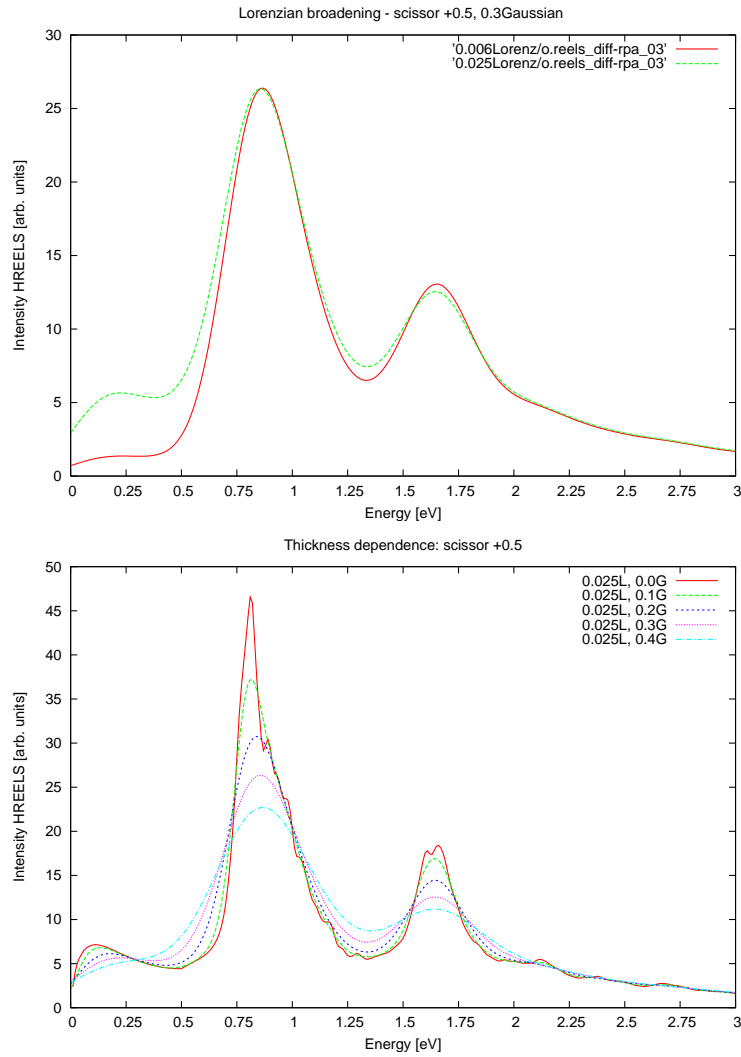 Lorenzian broadening - scissor +0.5, 0.3Gaussian
Intensity HREELS [arb. units]
30
25
20
15
10
5
0
'0.006Lorenz/o.reels_diff-rpa_03'
'0.025Lorenz/o.reels_diff-rpa_03'
0 0.25 0.5 0.75 1 1.25 1.5 1.75 2 2.25 2.5 2.75 3
Energy [eV]
Thickness dependence: scissor +0.5
Intensity HREELS [arb. units]
50
45
40
35
30
25
20
15
10
5
0
0.025L, 0.0G
0.025L, 0.1G
0.025L, 0.2G
0.025L, 0.3G
0.025L, 0.4G
0 0.25 0.5 0.75 1 1.25 1.5 1.75 2 2.25 2.5 2.75 3
Energy [eV]